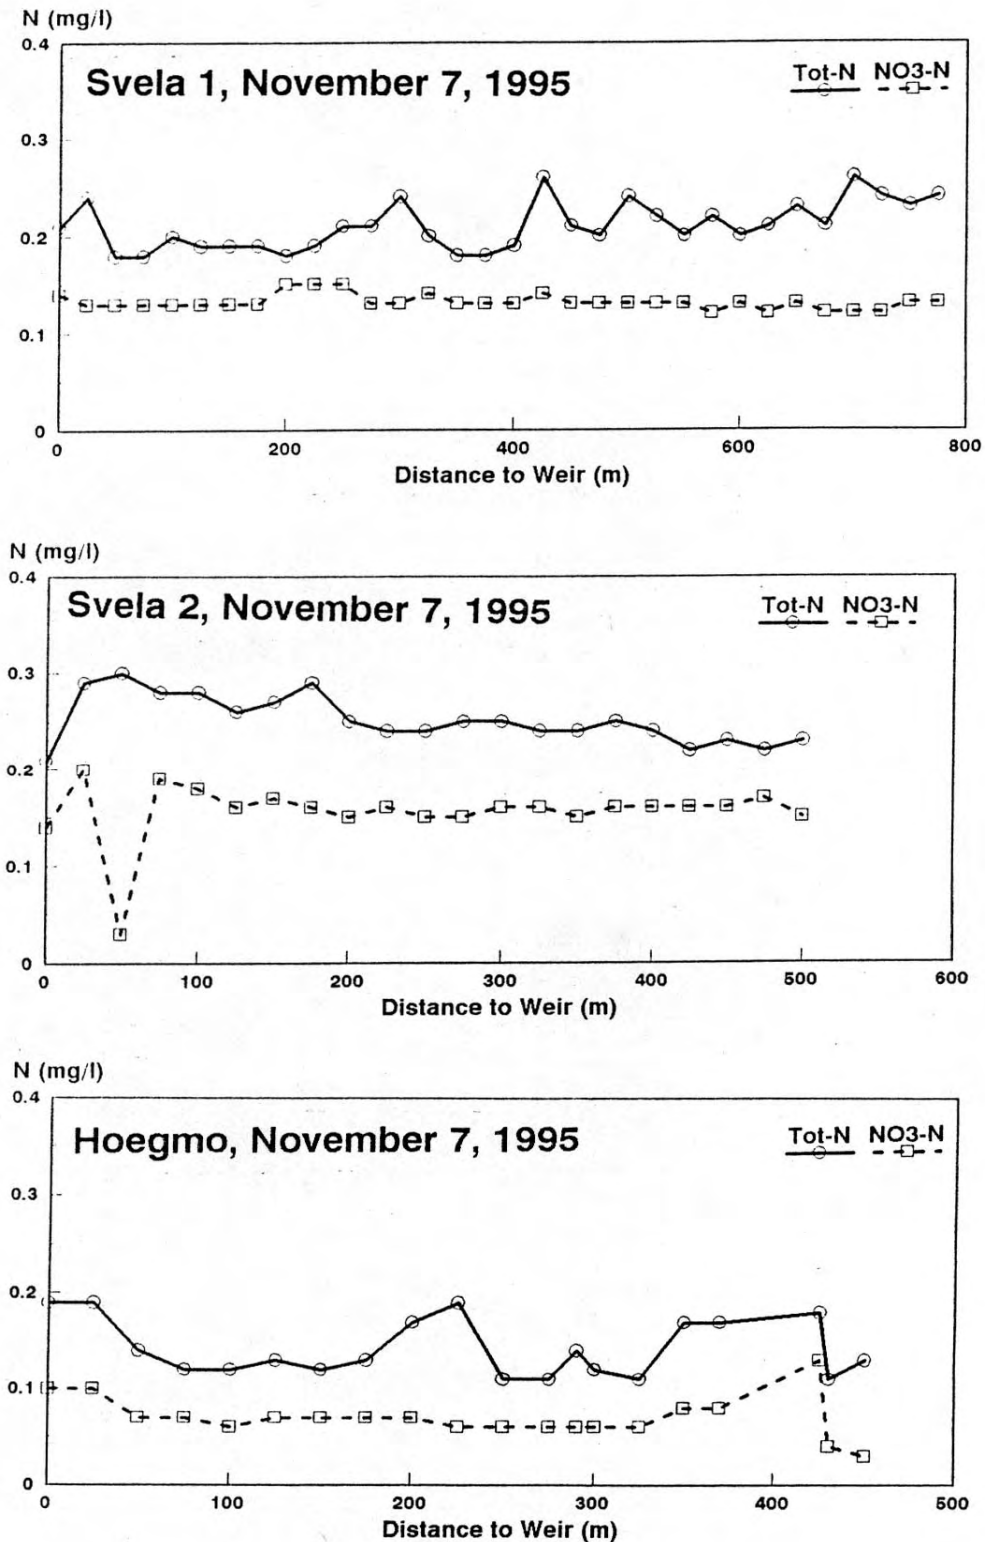 N (mg/l)
0.4
Svela 1, November 7, 1995
Tot-N NO3-N
0.3
0.2
0.1
0
0 200 400 600 800
Distance to Weir (m)
N (mg/l)
0.4
Svela 2, November 7, 1995
Tot-N NO3-N
0.3
0.2
0.1
0
0 100 200 300 400 500 600
Distance to Weir (m)
N (mg/l)
0.4
Hoegmo, November 7, 1995
Tot-N NO3-N
0.3
0.2
0.1
0
0 100 200 300 400 500
Distance to Weir (m)